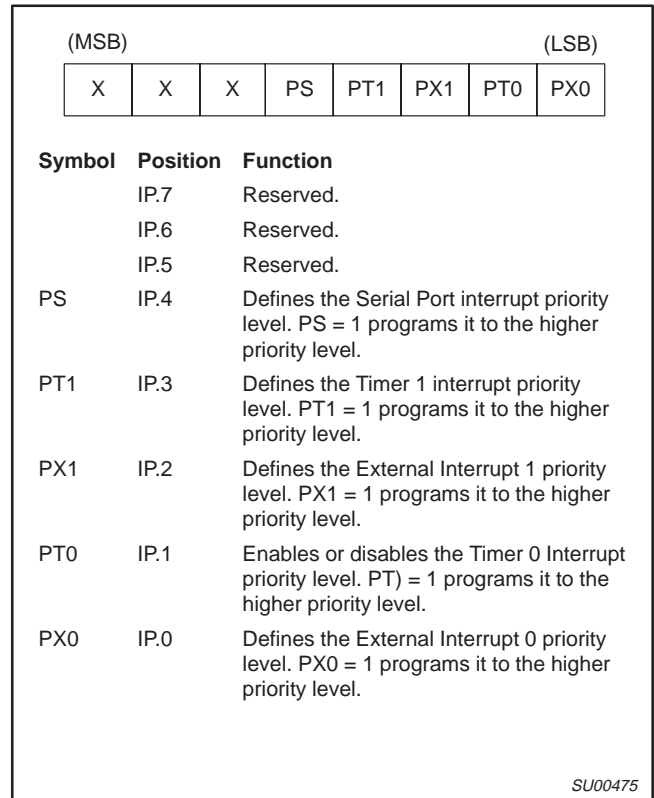 (MSB) (LSB)
X X X PS PT1 PX1 PT0 PX0
Symbol Position Function
IP.7 Reserved.
IP.6 Reserved.
IP.5 Reserved.
PS IP.4 Defines the Serial Port interrupt priority
level. PS = 1 programs it to the higher
priority level.
PT1 IP.3 Defines the Timer 1 interrupt priority
level. PT1 = 1 programs it to the higher
priority level.
PX1 IP.2 Defines the External Interrupt 1 priority
level. PX1 = 1 programs it to the higher
priority level.
PT0 IP.1 Enables or disables the Timer 0 Interrupt
priority level. PT) = 1 programs it to the
higher priority level.
PX0 IP.0 Defines the External Interrupt 0 priority
level. PX0 = 1 programs it to the higher
priority level.
SU00475